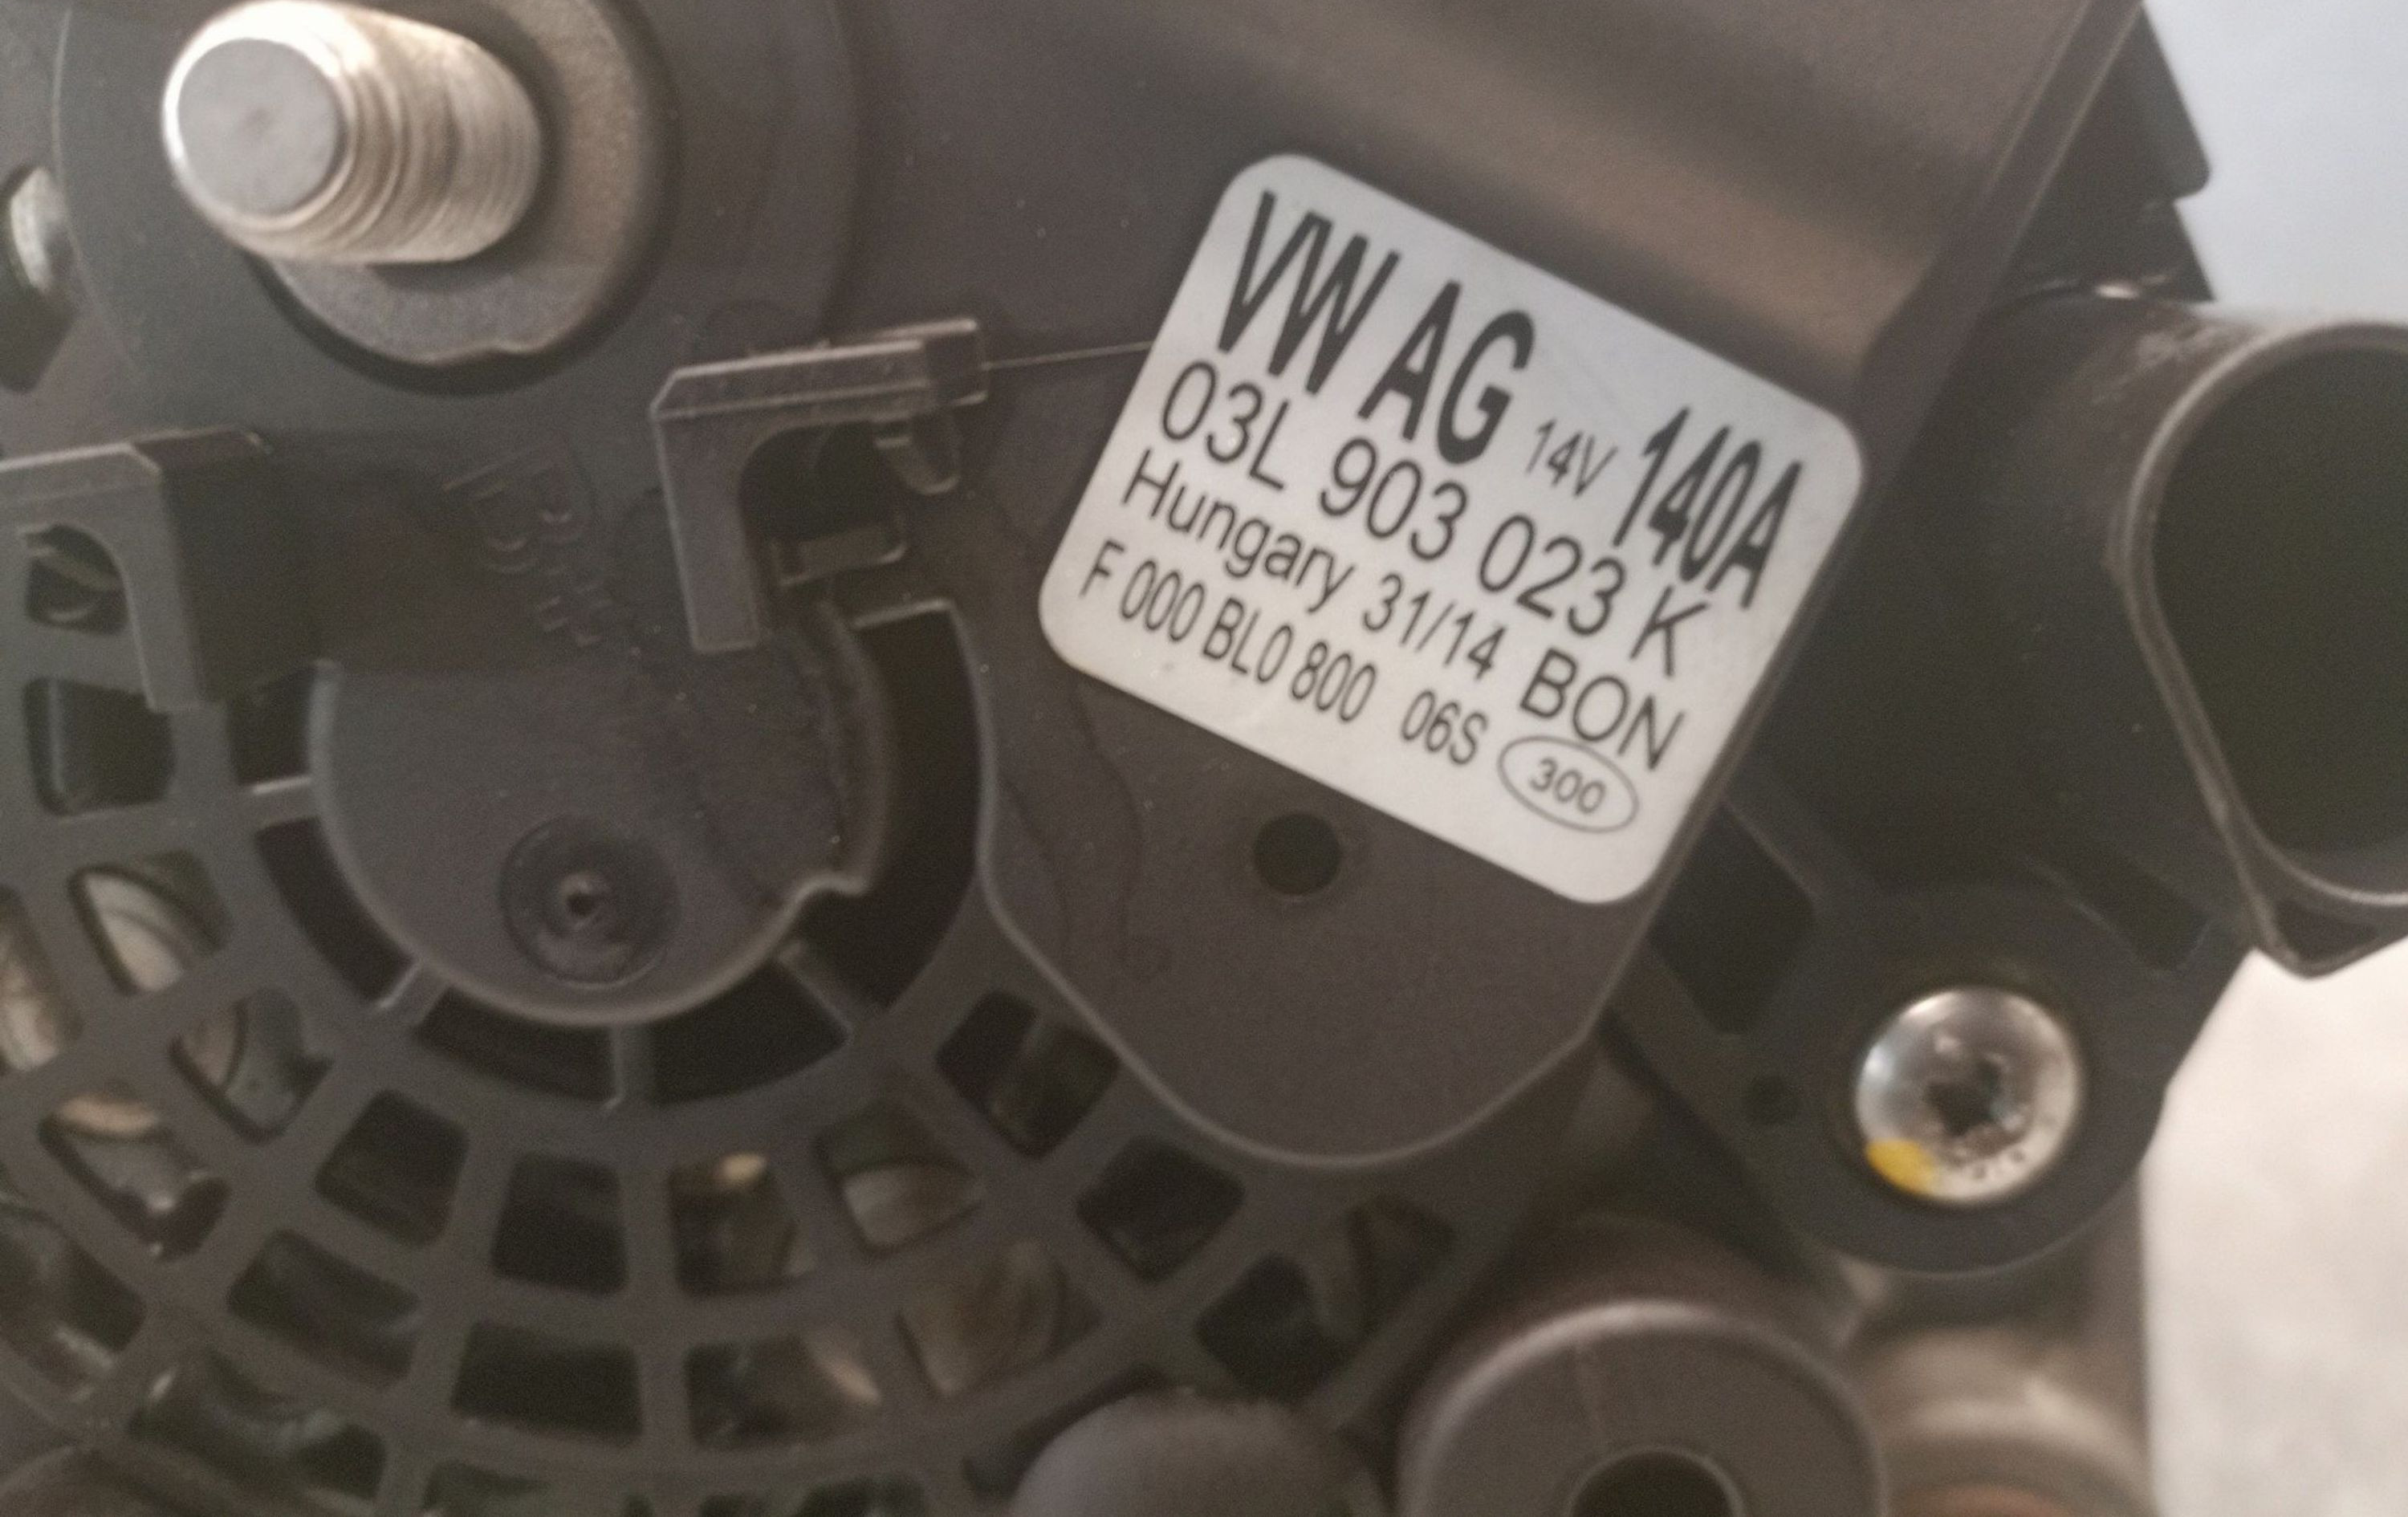 VW AG 14V 140A
03L 903 023 K
Hungary 31/14 BON
F 000 BL0 800 06S 300